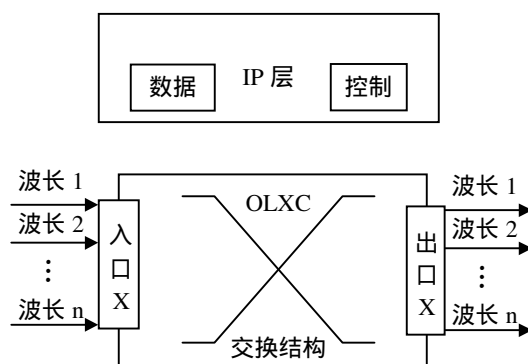 数据 IP 层 控制
波长 1
波长 2
⋮
波长 n
入口 X
OLXC
交换结构
出口 X
波长 1
波长 2
⋮
波长 n